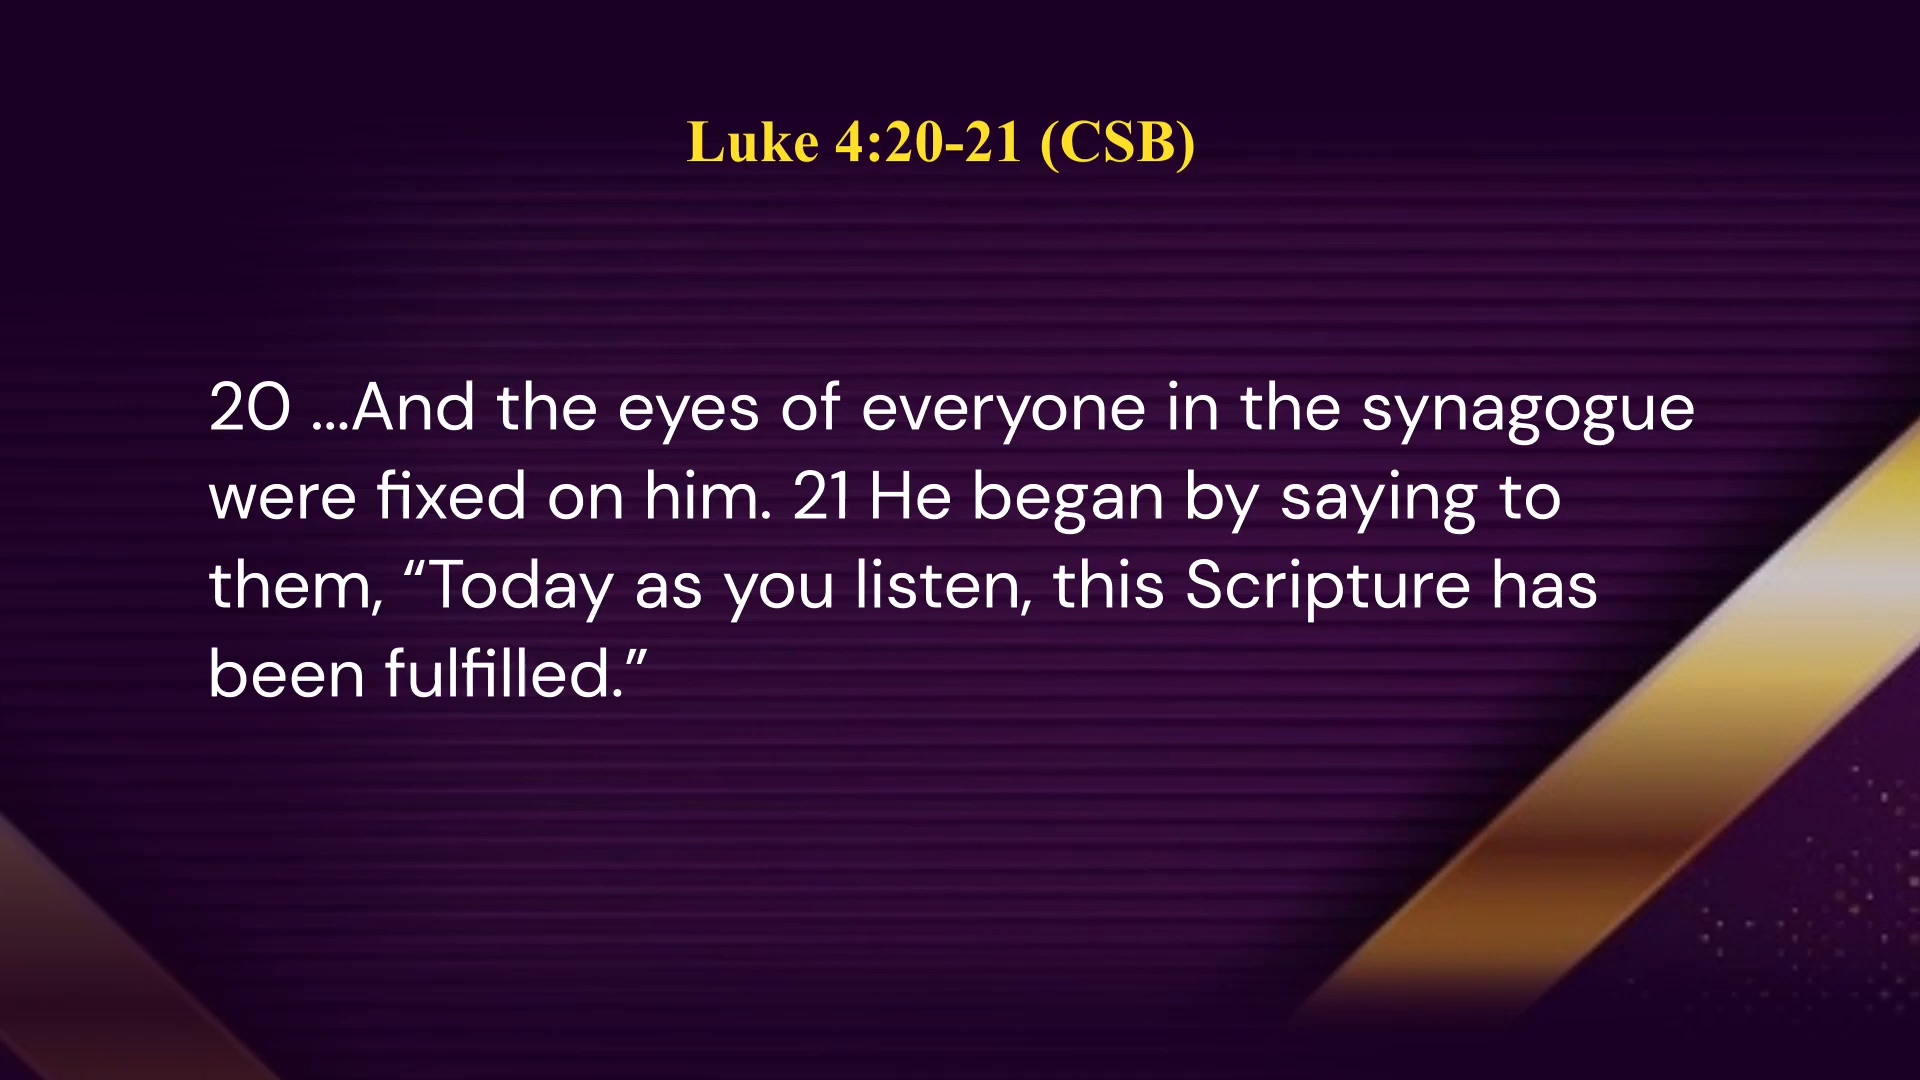 Luke 4:20-21 (CSB)
20 ...And the eyes of everyone in the synagogue
were fixed on him. 21 He began by saying to
them, “Today as you listen, this Scripture has
been fulfilled.”